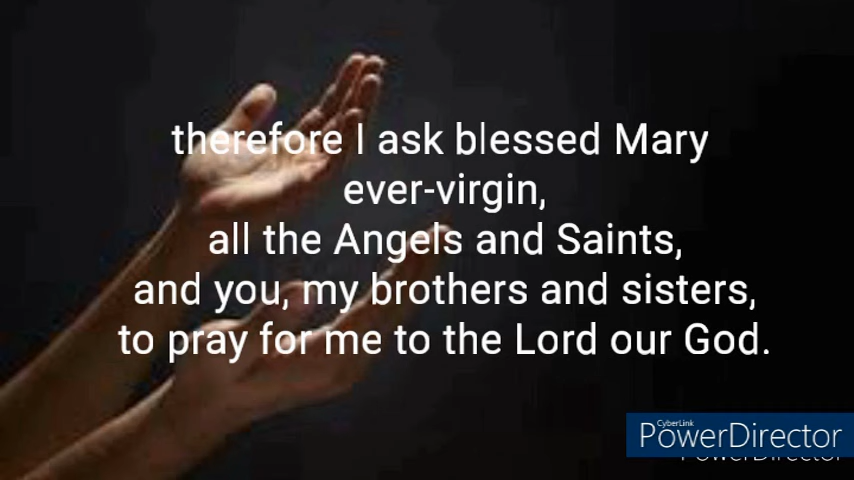 therefore I ask blessed Mary
ever-virgin,
all the Angels and Saints,
and you, my brothers and sisters,
to pray for me to the Lord our God.
CyberLink
PowerDirector
PowerDirector